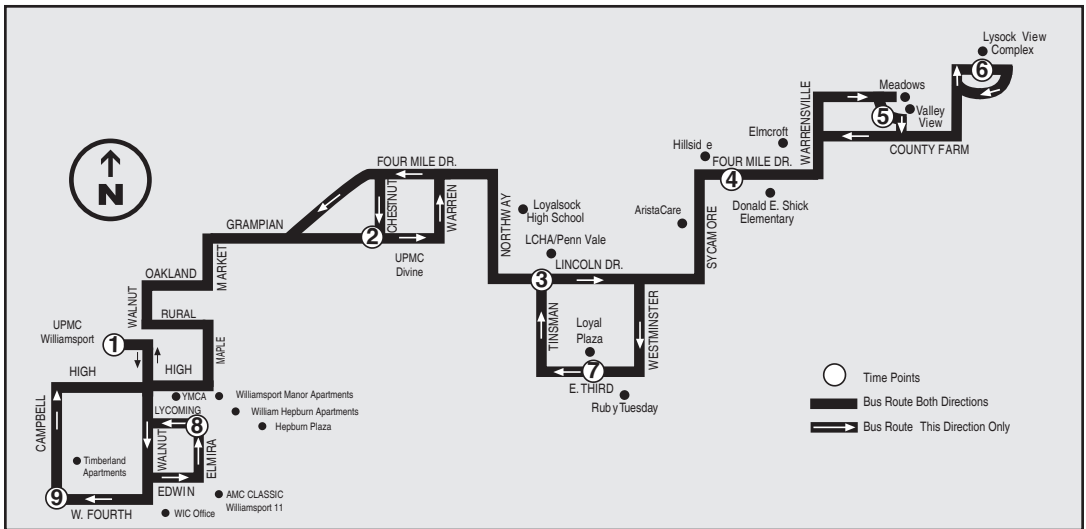 Lysock View
Complex
6
Meadows
5
Valley
View
WARRENSVILLE
COUNTY FARM
Elmcroft
Hillsid e
FOUR MILE DR.
4
Donald E. Shick
Elementary
AristaCare
SYCAMORE
N
FOUR MILE DR.
CHESTNUT
WARREN
NORTHWAY
Loyalsock
High School
LCHA/Penn Vale
LINCOLN DR.
3
GRAMPIAN
2
UPMC
Divine
MARKET
OAKLAND
WALNUT
RURAL
MAPLE
UPMC
Williamsport
1
HIGH
HIGH
TINSMAN
Loyal
Plaza
WESTMINSTER
7
E. THIRD
Ruby Tuesday
YMCA
Williamsport Manor Apartments
LYCOMING
William Hepburn Apartments
8
Hepburn Plaza
CAMPBELL
WALNUT
ELMIRA
Timberland
Apartments
EDWIN
AMC CLASSIC
Williamsport 11
9
W. FOURTH
WIC Office
Time Points
Bus Route Both Directions
Bus Route This Direction Only